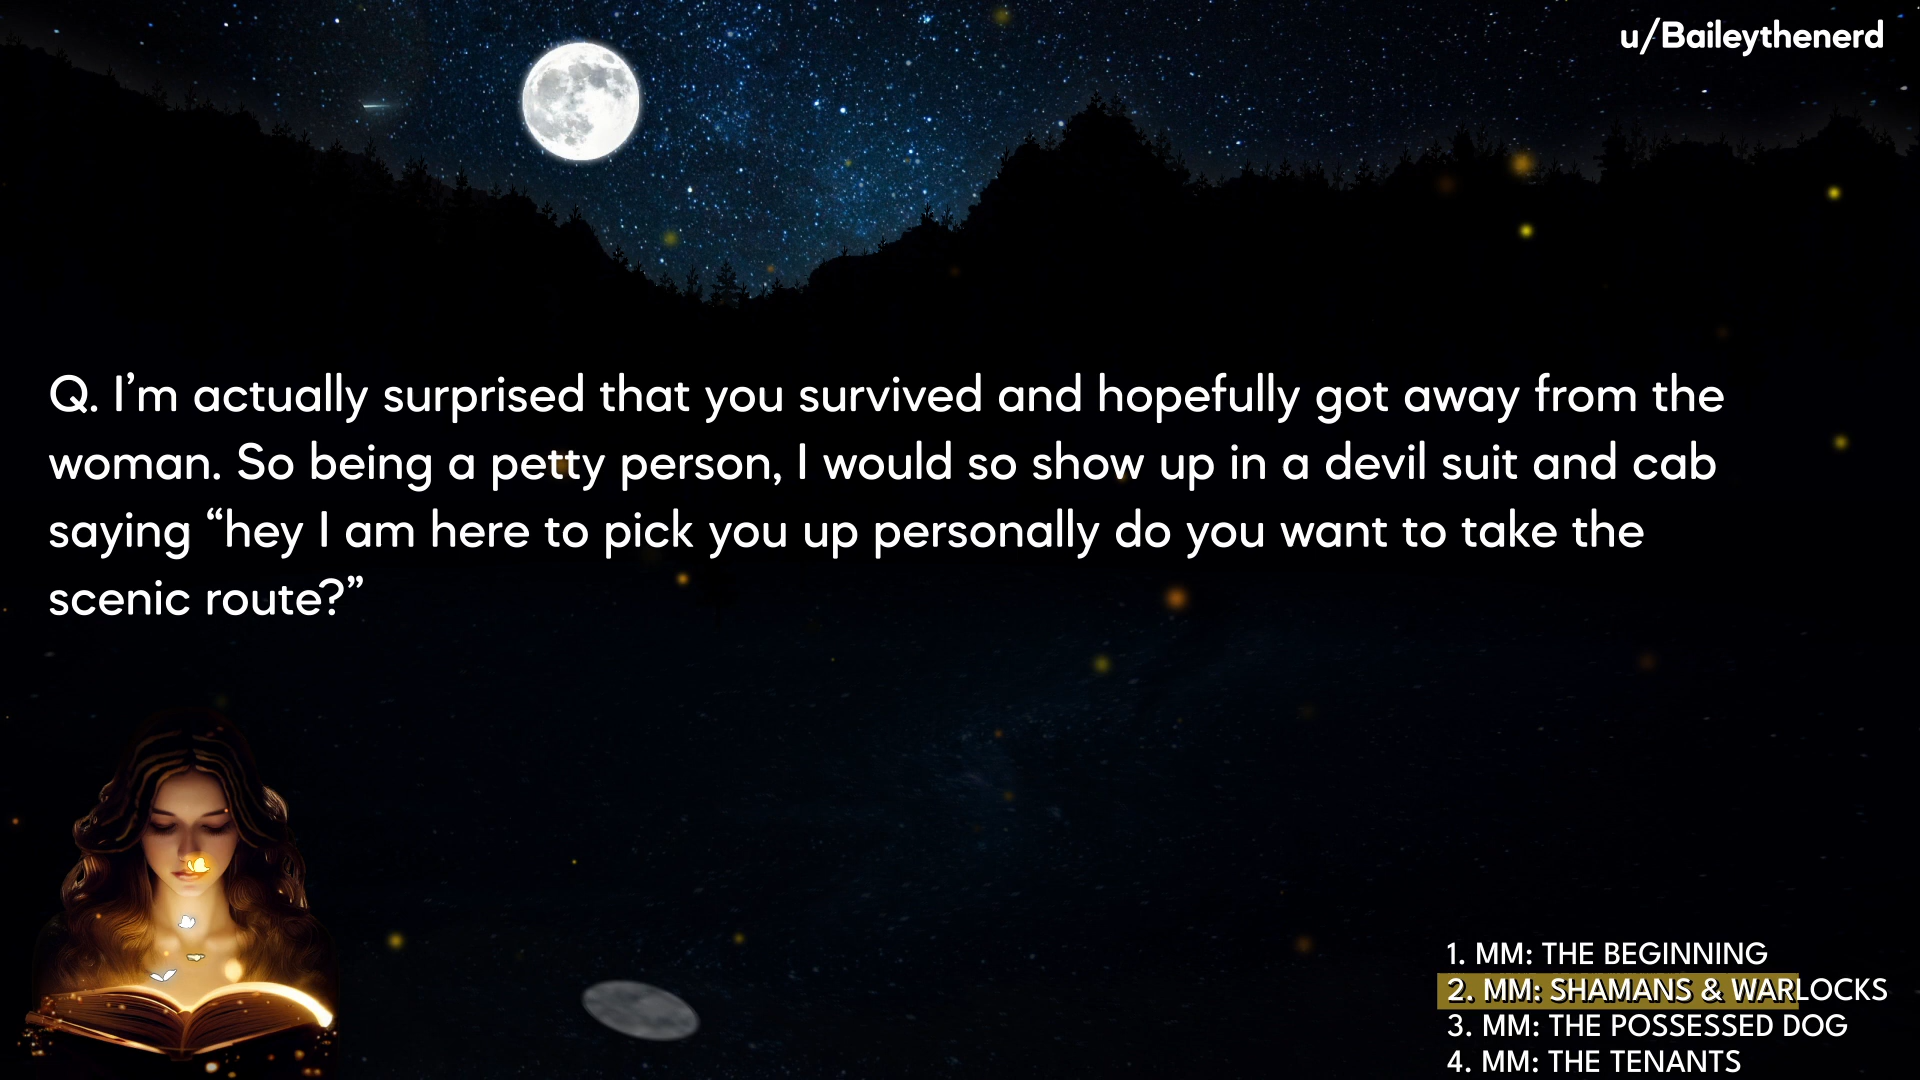 u/Baileythenerd
Q. I’m actually surprised that you survived and hopefully got away from the
woman. So being a petty person, I would so show up in a devil suit and cab
saying “hey I am here to pick you up personally do you want to take the
scenic route?”
1. MM: THE BEGINNING
2. MM: SHAMANS & WARLOCKS
3. MM: THE POSSESSED DOG
4. MM: THE TENANTS